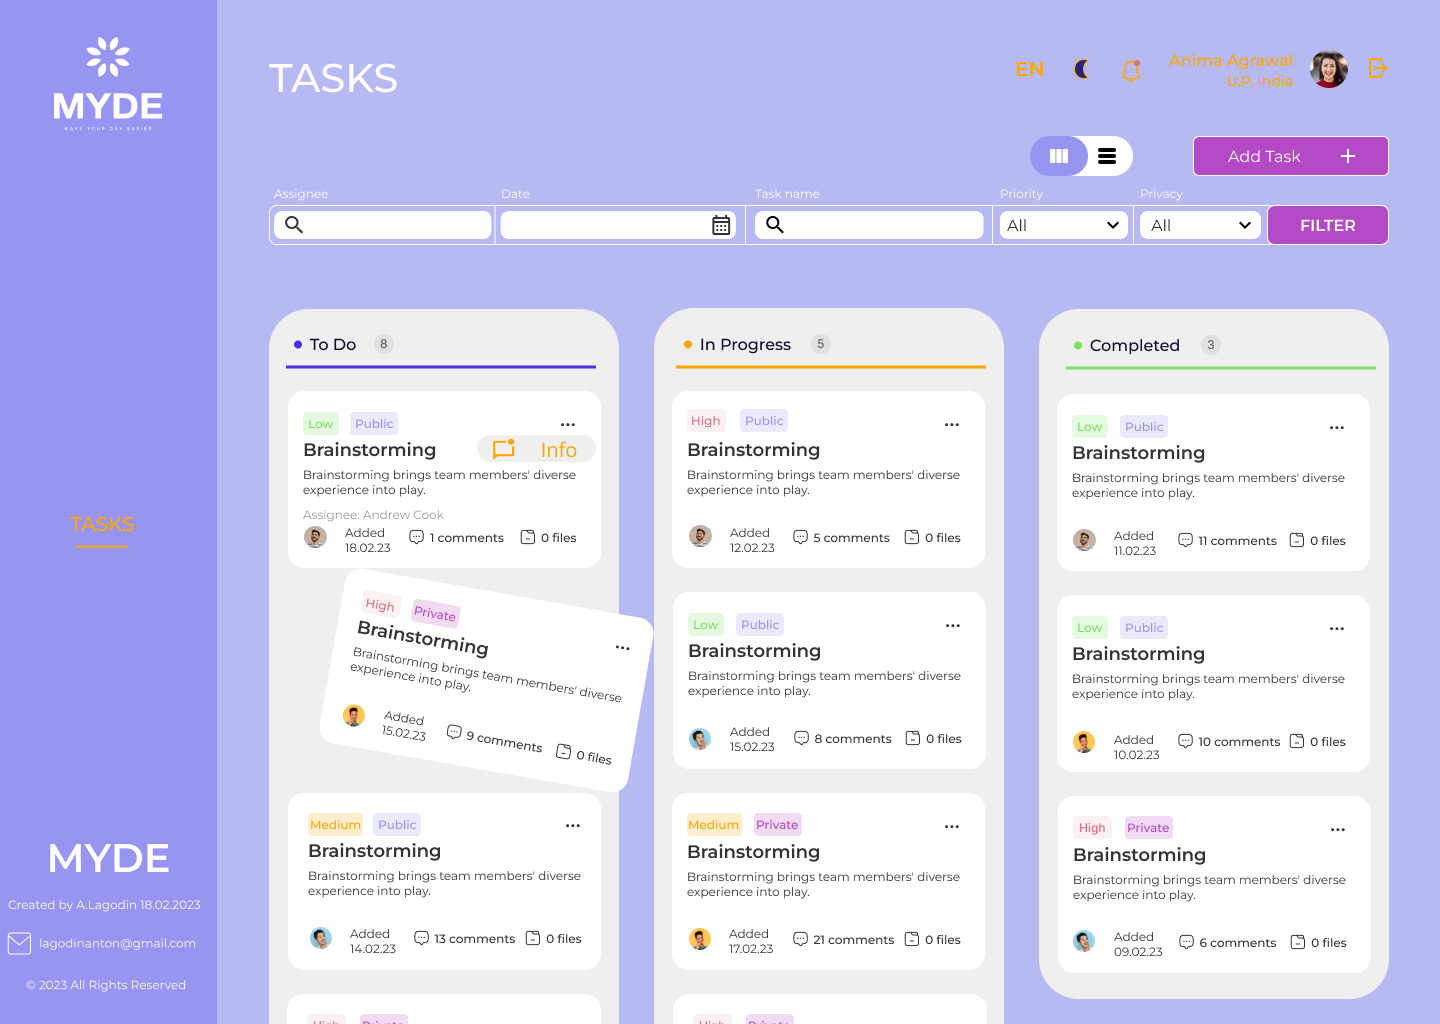 MYDE
MAKE YOUR DAY EASIER
TASKS
MYDE
Created by A.Lagodin 18.02.2023
lagodinanton@gmail.com
© 2023 All Rights Reserved
TASKS
EN
Anima Agrawal
U.P, India
Add Task
Assignee
Date
Task name
Priority
Privacy
All
All
FILTER
To Do 8
Low Public
Brainstorming
Info
Brainstorming brings team members' diverse
experience into play.
Assignee: Andrew Cook
Added
18.02.23
1 comments
0 files
High Private
Brainstorming
Brainstorming brings team members' diverse
experience into play.
Added
15.02.23
9 comments
0 files
Medium Public
Brainstorming
Brainstorming brings team members' diverse
experience into play.
Added
14.02.23
13 comments
0 files
High Private
In Progress 5
High Public
Brainstorming
Brainstorming brings team members' diverse
experience into play.
Added
12.02.23
5 comments
0 files
Low Public
Brainstorming
Brainstorming brings team members' diverse
experience into play.
Added
15.02.23
8 comments
0 files
Medium Private
Brainstorming
Brainstorming brings team members' diverse
experience into play.
Added
17.02.23
21 comments
0 files
High Private
Completed 3
Low Public
Brainstorming
Brainstorming brings team members' diverse
experience into play.
Added
11.02.23
11 comments
0 files
Low Public
Brainstorming
Brainstorming brings team members' diverse
experience into play.
Added
10.02.23
10 comments
0 files
High Private
Brainstorming
Brainstorming brings team members' diverse
experience into play.
Added
09.02.23
6 comments
0 files